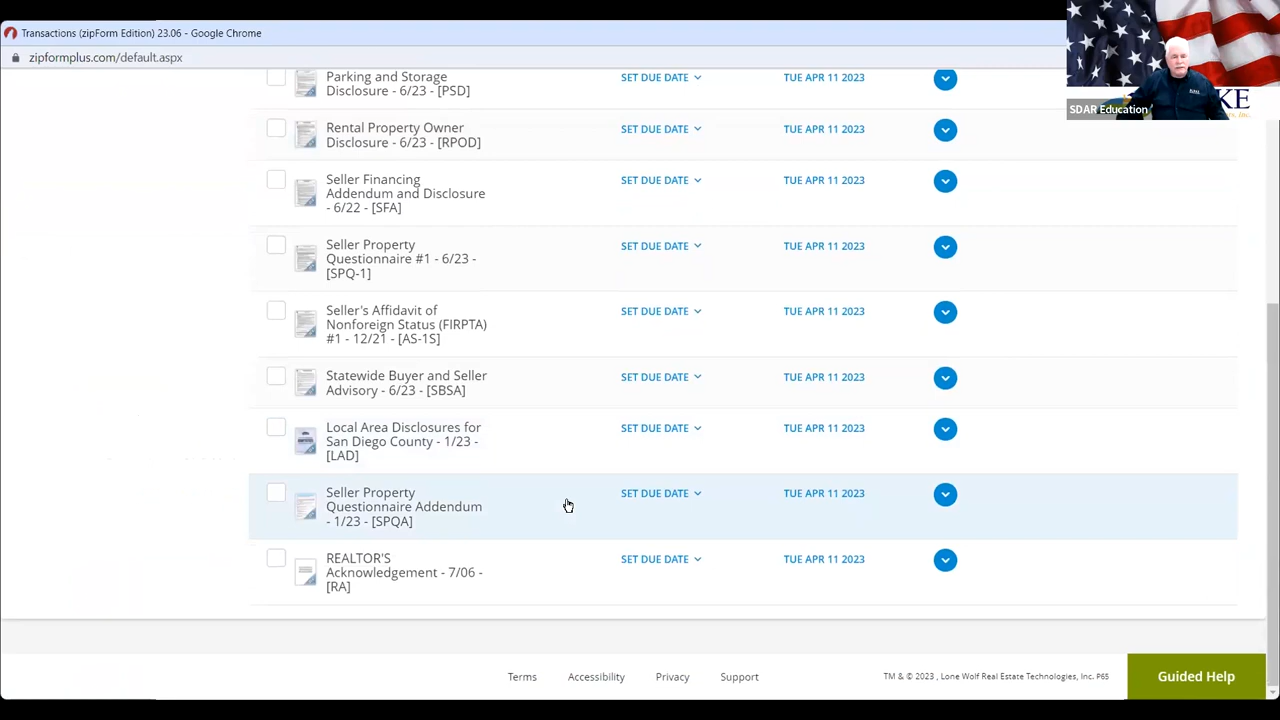 Transactions (zipForm Edition) 23.06 - Google Chrome
zipformplus.com/default.aspx
SDAR Education
KE
Parking and Storage
Disclosure - 6/23 - [PSD]
SET DUE DATE
TUE APR 11 2023
Rental Property Owner
Disclosure - 6/23 - [RPOD]
SET DUE DATE
TUE APR 11 2023
Seller Financing
Addendum and Disclosure
- 6/22 - [SFA]
SET DUE DATE
TUE APR 11 2023
Seller Property
Questionnaire #1 - 6/23 -
[SPQ-1]
SET DUE DATE
TUE APR 11 2023
Seller's Affidavit of
Nonforeign Status (FIRPTA)
#1 - 12/21 - [AS-1S]
SET DUE DATE
TUE APR 11 2023
Statewide Buyer and Seller
Advisory - 6/23 - [SBSA]
SET DUE DATE
TUE APR 11 2023
Local Area Disclosures for
San Diego County - 1/23 -
[LAD]
SET DUE DATE
TUE APR 11 2023
Seller Property
Questionnaire Addendum
- 1/23 - [SPQA]
SET DUE DATE
TUE APR 11 2023
REALTOR'S
Acknowledgement - 7/06 -
[RA]
SET DUE DATE
TUE APR 11 2023
Terms
Accessibility
Privacy
Support
TM & © 2023 , Lone Wolf Real Estate Technologies, Inc. P65
Guided Help